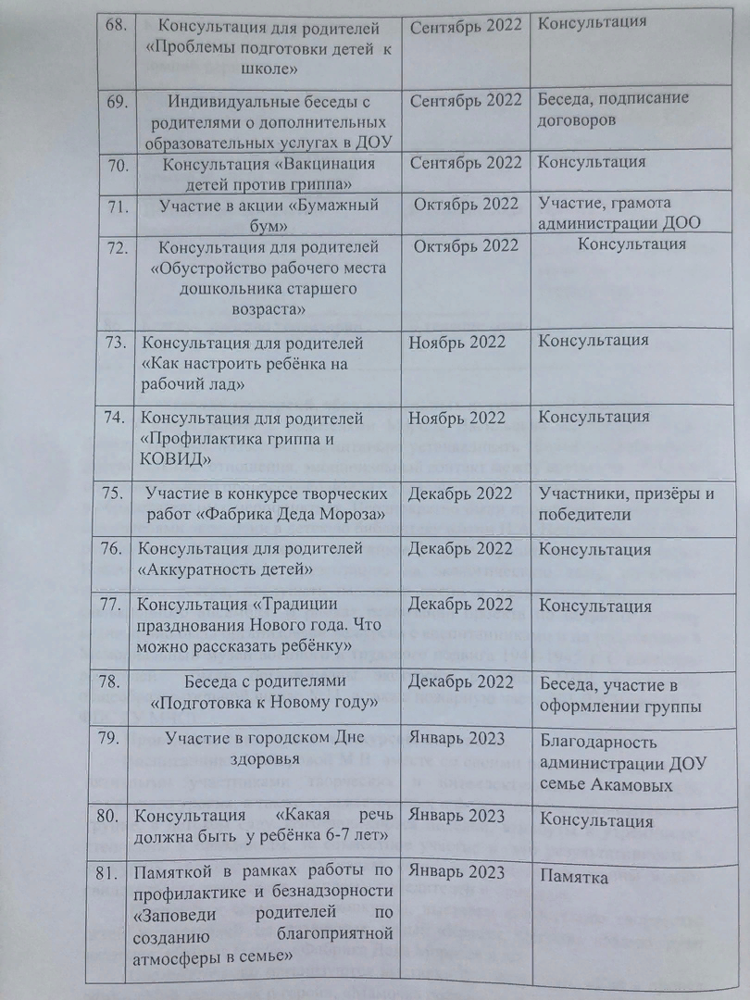 68. Консультация для родителей Сентябрь 2022 Консультация
«Проблемы подготовки детей к
школе»
69. Индивидуальные беседы с Сентябрь 2022 Беседа, подписание
родителями о дополнительных договоров
образовательных услугах в ДОУ
70. Консультация «Вакцинация Сентябрь 2022 Консультация
детей против гриппа»
71. Участие в акции «Бумажный Октябрь 2022 Участие, грамота
бум» администрации ДОО
72. Консультация для родителей Октябрь 2022 Консультация
«Обустройство рабочего места
дошкольника старшего
возраста»
73. Консультация для родителей Ноябрь 2022 Консультация
«Как настроить ребёнка на
рабочий лад»
74. Консультация для родителей Ноябрь 2022 Консультация
«Профилактика гриппа и
КОВИД»
75. Участие в конкурсе творческих Декабрь 2022 Участники, призёры и
работ «Фабрика Деда Мороза» победители
76. Консультация для родителей Декабрь 2022 Консультация
«Аккуратность детей»
77. Консультация «Традиции Декабрь 2022 Консультация
празднования Нового года. Что
можно рассказать ребёнку»
78. Беседа с родителями Декабрь 2022 Беседа, участие в
«Подготовка к Новому году» оформлении группы
79. Участие в городском Дне Январь 2023 Благодарность
здоровья администрации ДОУ
семье Акамовых
80. Консультация «Какая речь Январь 2023 Консультация
должна быть у ребёнка 6-7 лет»
81. Памяткой в рамках работы по Январь 2023 Памятка
профилактике и безнадзорности
«Заповеди родителей по
созданию благоприятной
атмосферы в семье»